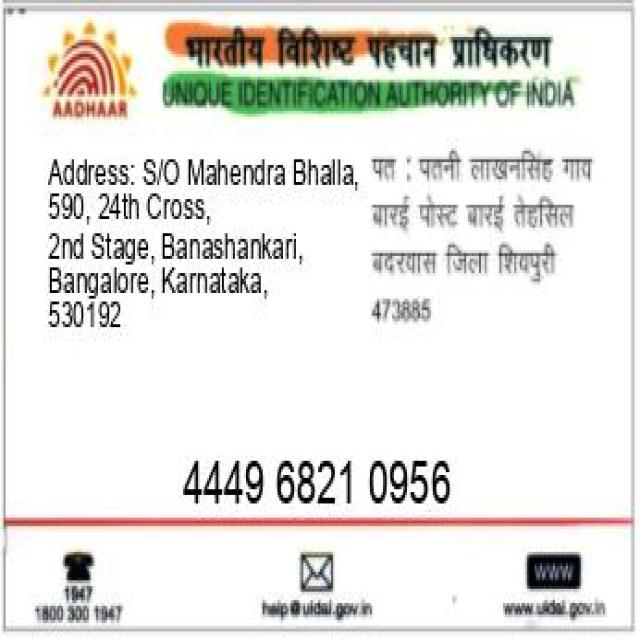 भारतीय विशिष्ट पहचान प्राधिकरण
AADHAAR
UNIQUE IDENTIFICATION AUTHORITY OF INDIA
Address: S/O Mahendra Bhalla,
590, 24th Cross,
2nd Stage, Banashankari,
Bangalore, Karnataka,
530192
पत : पतनी लाखनसिंह गाव
बारई पोस्ट बारई तेहसिल
बदरवास जिला शिवपुरी
473885
4449 6821 0956
1947
1800 300 1947
help@uidai.gov.in
WWW
www.uidai.gov.in